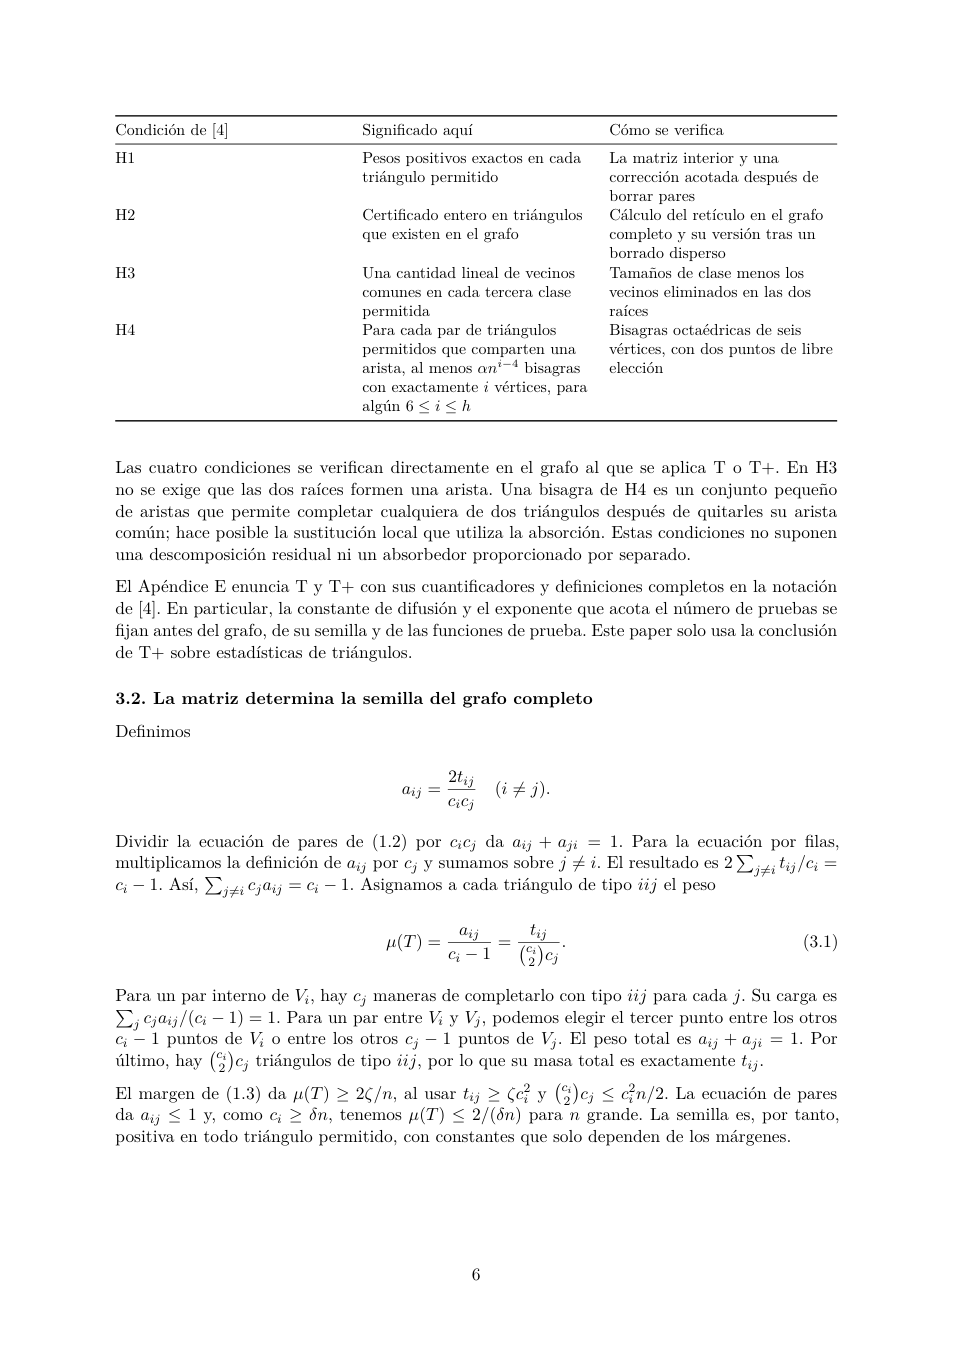 Condición de [4] Significado aquí Cómo se verifica
H1 Pesos positivos exactos en cada triángulo permitido La matriz interior y una corrección acotada después de borrar pares
H2 Certificado entero en triángulos que existen en el grafo Cálculo del retículo en el grafo completo y su versión tras un borrado disperso
H3 Una cantidad lineal de vecinos comunes en cada tercera clase permitida Tamaños de clase menos los vecinos eliminados en las dos raíces
H4 Para cada par de triángulos permitidos que comparten una arista, al menos αn^{i−4} bisagras con exactamente i vértices, para algún 6 ≤ i ≤ h Bisagras octaédricas de seis vértices, con dos puntos de libre elección
Las cuatro condiciones se verifican directamente en el grafo al que se aplica T o T+. En H3
no se exige que las dos raíces formen una arista. Una bisagra de H4 es un conjunto pequeño
de aristas que permite completar cualquiera de dos triángulos después de quitarles su arista
común; hace posible la sustitución local que utiliza la absorción. Estas condiciones no suponen
una descomposición residual ni un absorbedor proporcionado por separado.
El Apéndice E enuncia T y T+ con sus cuantificadores y definiciones completos en la notación
de [4]. En particular, la constante de difusión y el exponente que acota el número de pruebas se
fijan antes del grafo, de su semilla y de las funciones de prueba. Este paper solo usa la conclusión
de T+ sobre estadísticas de triángulos.
3.2. La matriz determina la semilla del grafo completo
Definimos
a_{ij} = \frac{2t_{ij}}{c_i c_j} (i ≠ j).
Dividir la ecuación de pares de (1.2) por c_i c_j da a_{ij} + a_{ji} = 1. Para la ecuación por filas,
multiplicamos la definición de a_{ij} por c_j y sumamos sobre j ≠ i. El resultado es 2 ∑_{j≠i} t_{ij}/c_i =
c_i − 1. Así, ∑_{j≠i} c_j a_{ij} = c_i − 1. Asignamos a cada triángulo de tipo iij el peso
μ(T) = \frac{a_{ij}}{c_i − 1} = \frac{t_{ij}}{\binom{c_i}{2} c_j}. (3.1)
Para un par interno de V_i, hay c_j maneras de completarlo con tipo iij para cada j. Su carga es
∑_j c_j a_{ij}/(c_i − 1) = 1. Para un par entre V_i y V_j, podemos elegir el tercer punto entre los otros
c_i − 1 puntos de V_i o entre los otros c_j − 1 puntos de V_j. El peso total es a_{ij} + a_{ji} = 1. Por
último, hay \binom{c_i}{2} c_j triángulos de tipo iij, por lo que su masa total es exactamente t_{ij}.
El margen de (1.3) da μ(T) ≥ 2ζ/n, al usar t_{ij} ≥ ζc_i^2 y \binom{c_i}{2} c_j ≤ c_i^2 n/2. La ecuación de pares
da a_{ij} ≤ 1 y, como c_i ≥ δn, tenemos μ(T) ≤ 2/(δn) para n grande. La semilla es, por tanto,
positiva en todo triángulo permitido, con constantes que solo dependen de los márgenes.
6